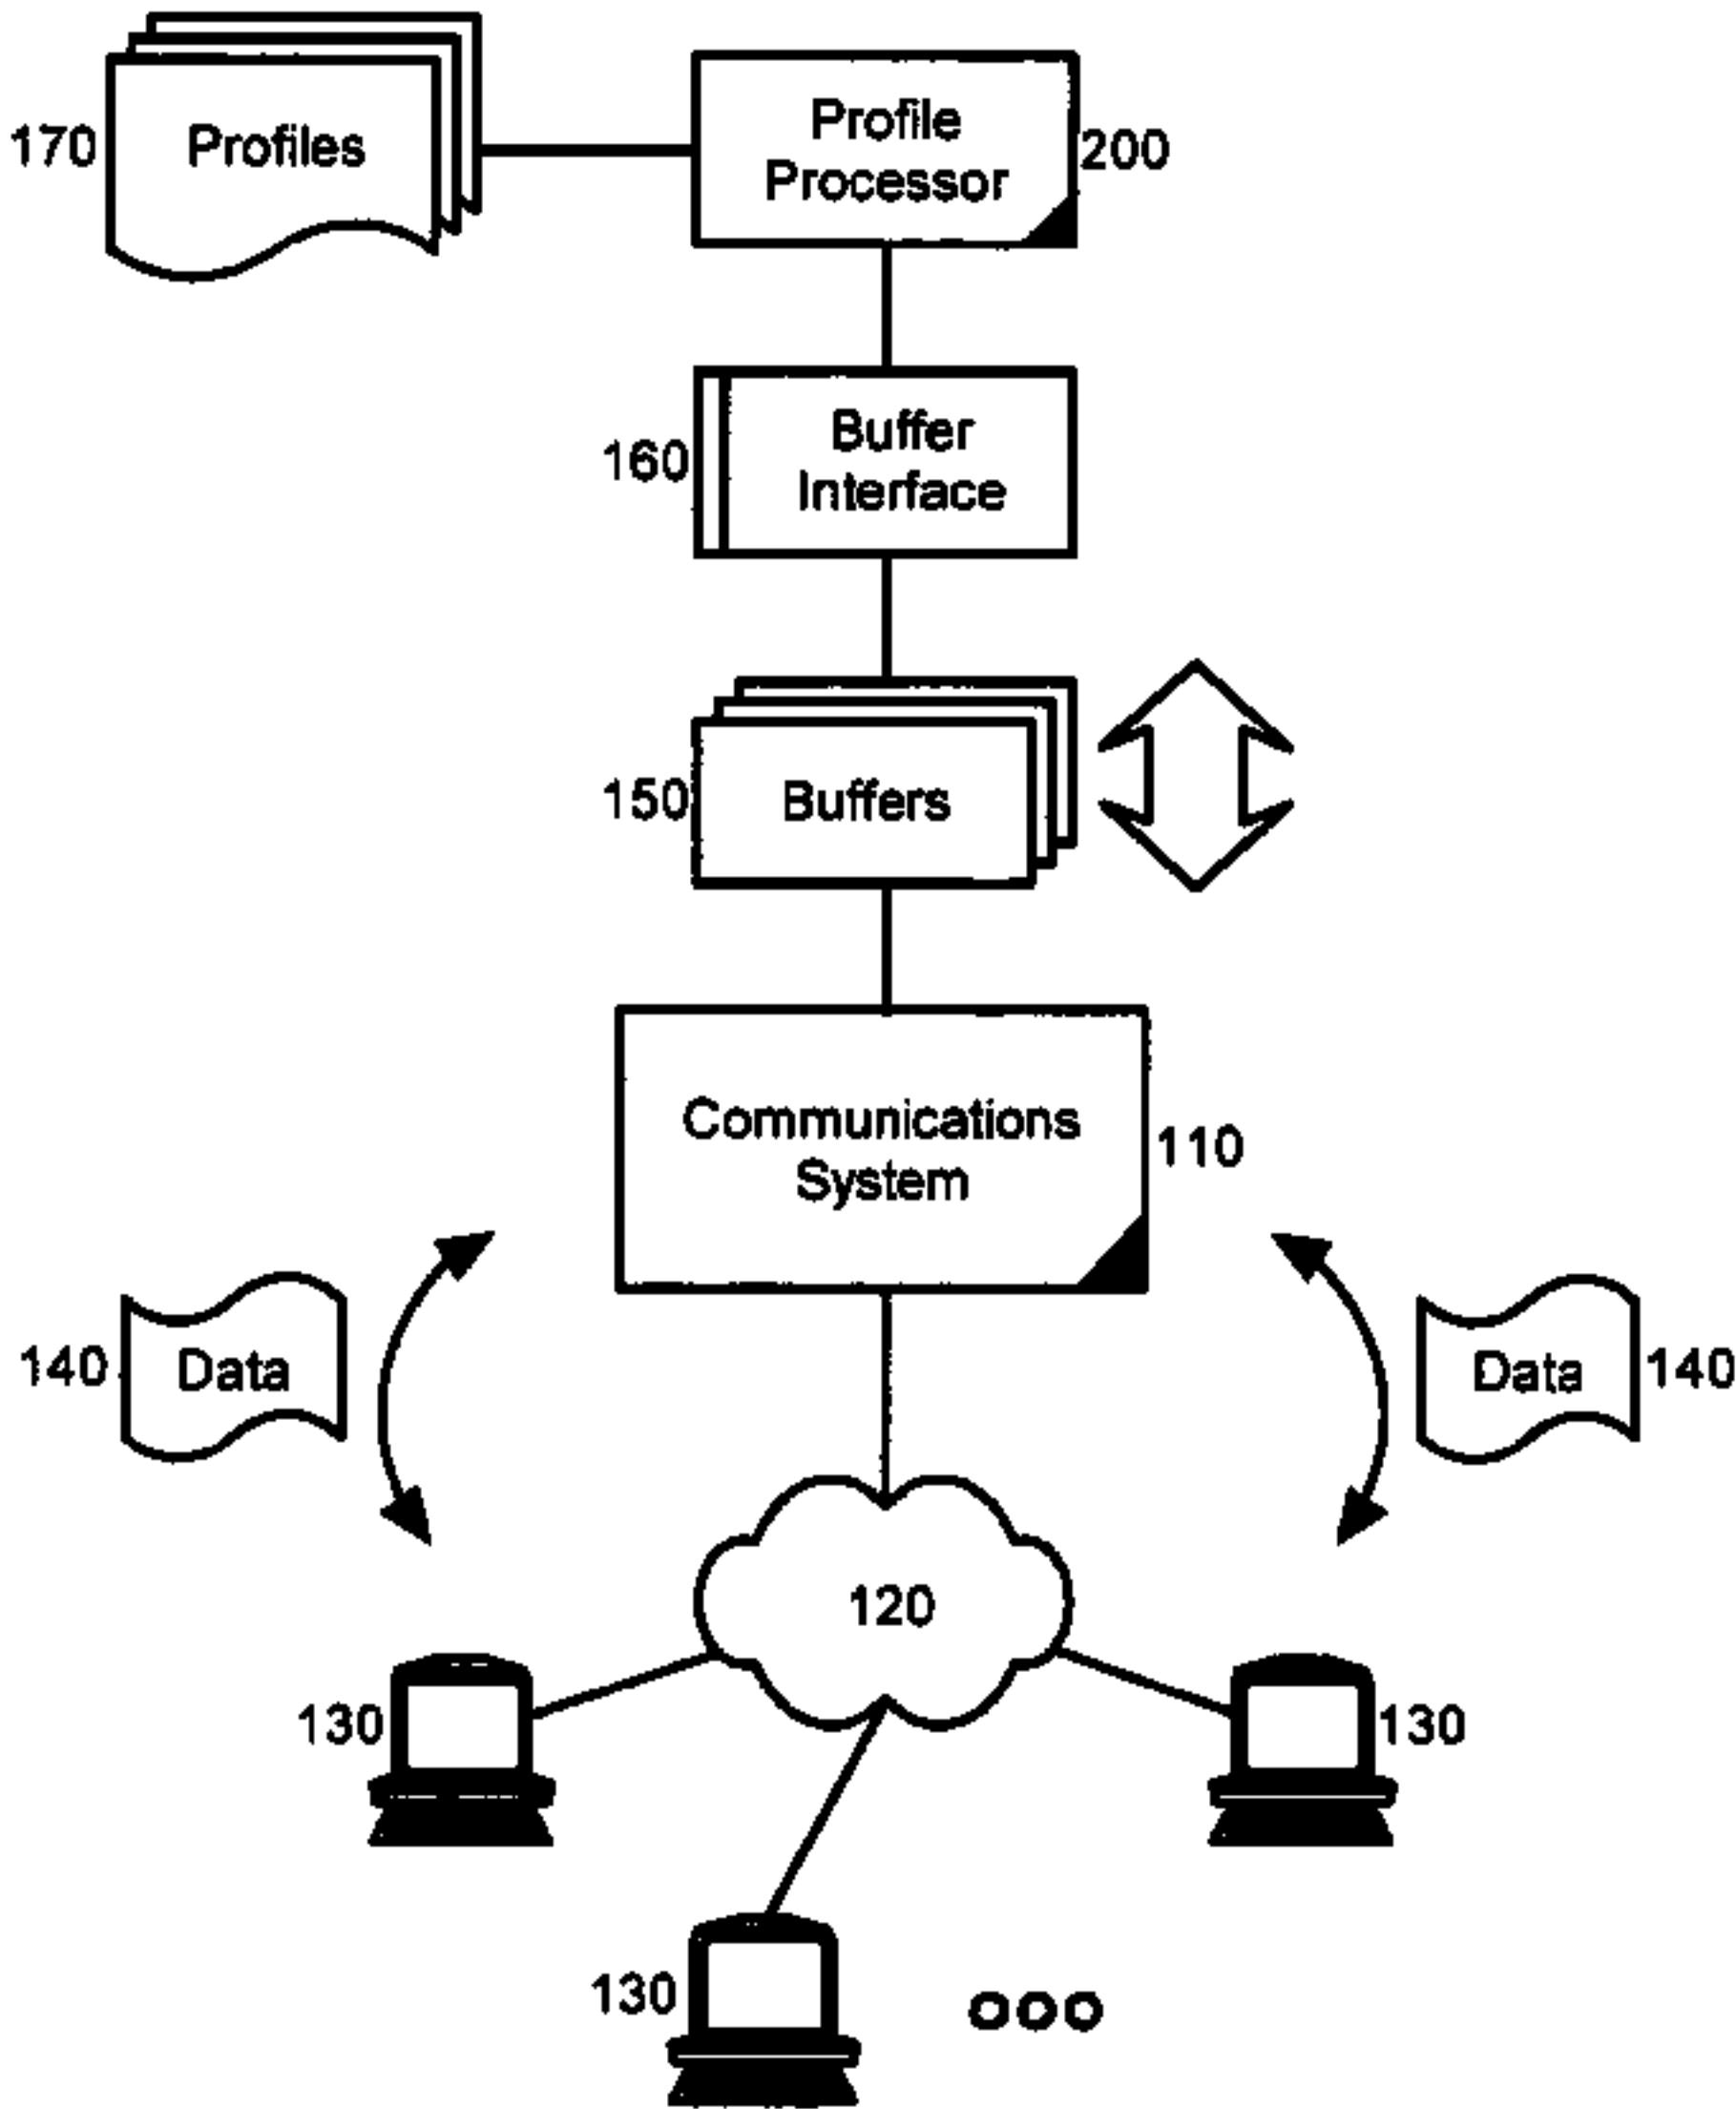 170 Profiles
Profile
Processor
200
160
Buffer
Interface
150 Buffers
Communications
System
110
140 Data
Data 140
120
130
130
130
ooo